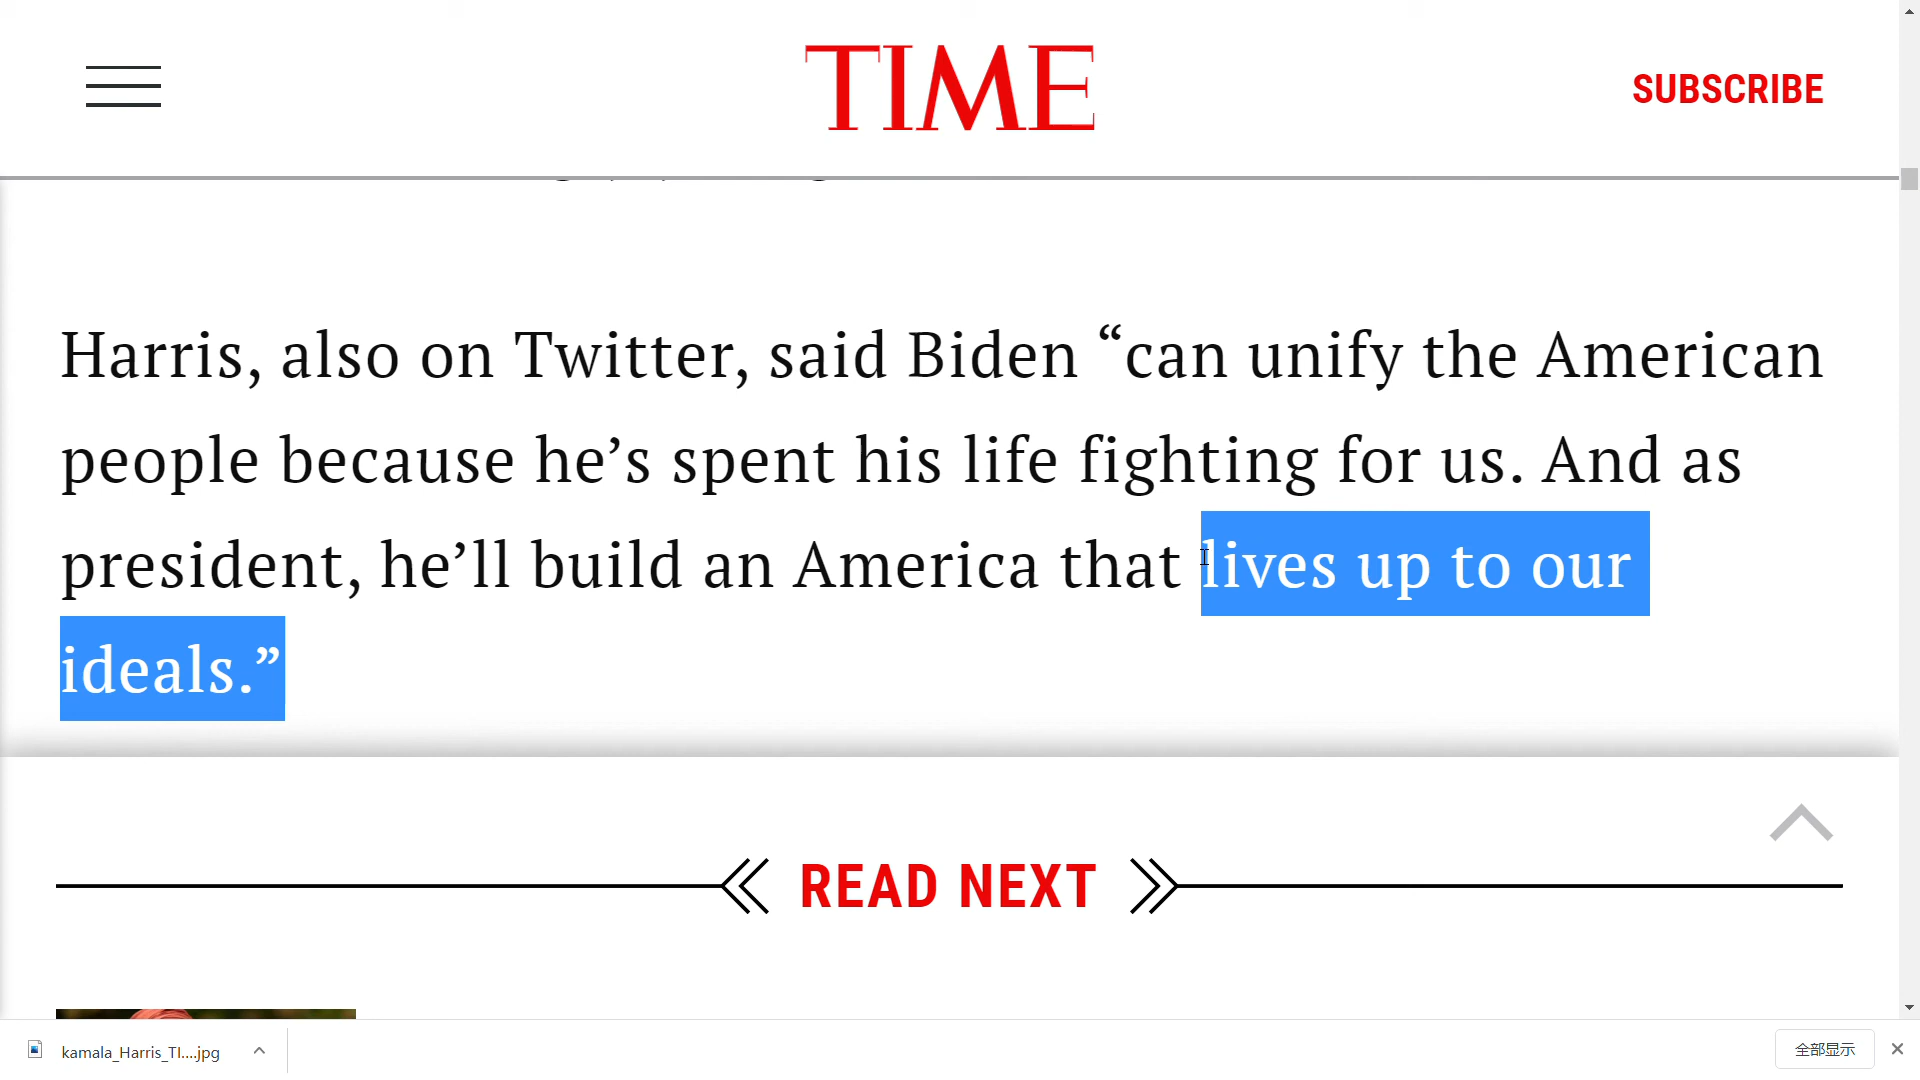 TIME
SUBSCRIBE
Harris, also on Twitter, said Biden “can unify the American
people because he’s spent his life fighting for us. And as
president, he’ll build an America that lives up to our
ideals.”
READ NEXT
kamala_Harris_TI....jpg
全部显示